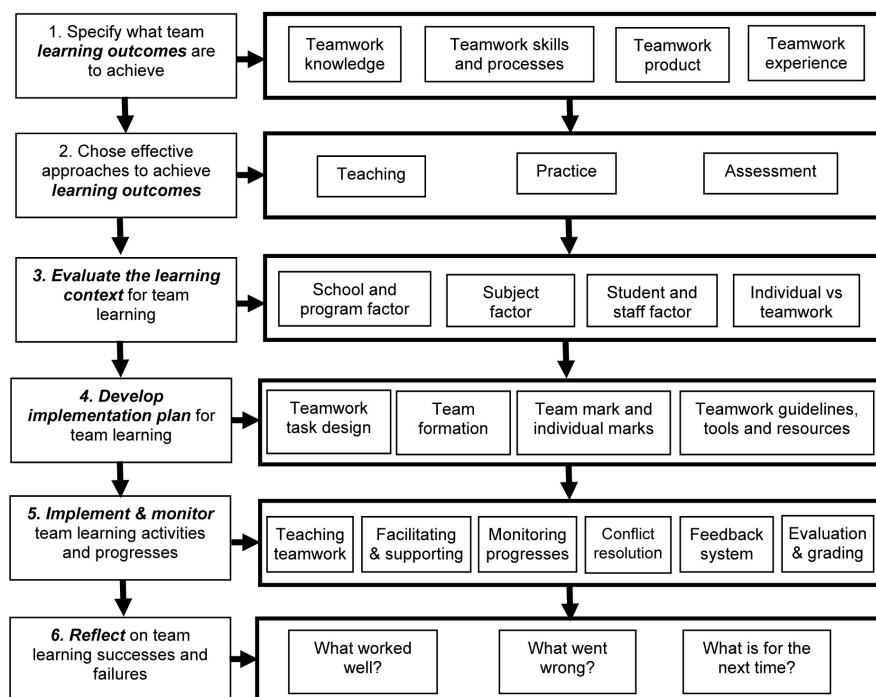 1. Specify what team
learning outcomes are
to achieve
Teamwork
knowledge
Teamwork skills
and processes
Teamwork
product
Teamwork
experience
2. Chose effective
approaches to achieve
learning outcomes
Teaching
Practice
Assessment
3. Evaluate the learning
context for team
learning
School and
program factor
Subject
factor
Student and
staff factor
Individual vs
teamwork
4. Develop
implementation plan for
team learning
Teamwork
task design
Team
formation
Team mark and
individual marks
Teamwork guidelines,
tools and resources
5. Implement & monitor
team learning activities
and progresses
Teaching
teamwork
Facilitating
& supporting
Monitoring
progresses
Conflict
resolution
Feedback
system
Evaluation
& grading
6. Reflect on team
learning successes and
failures
What worked
well?
What went
wrong?
What is for the
next time?